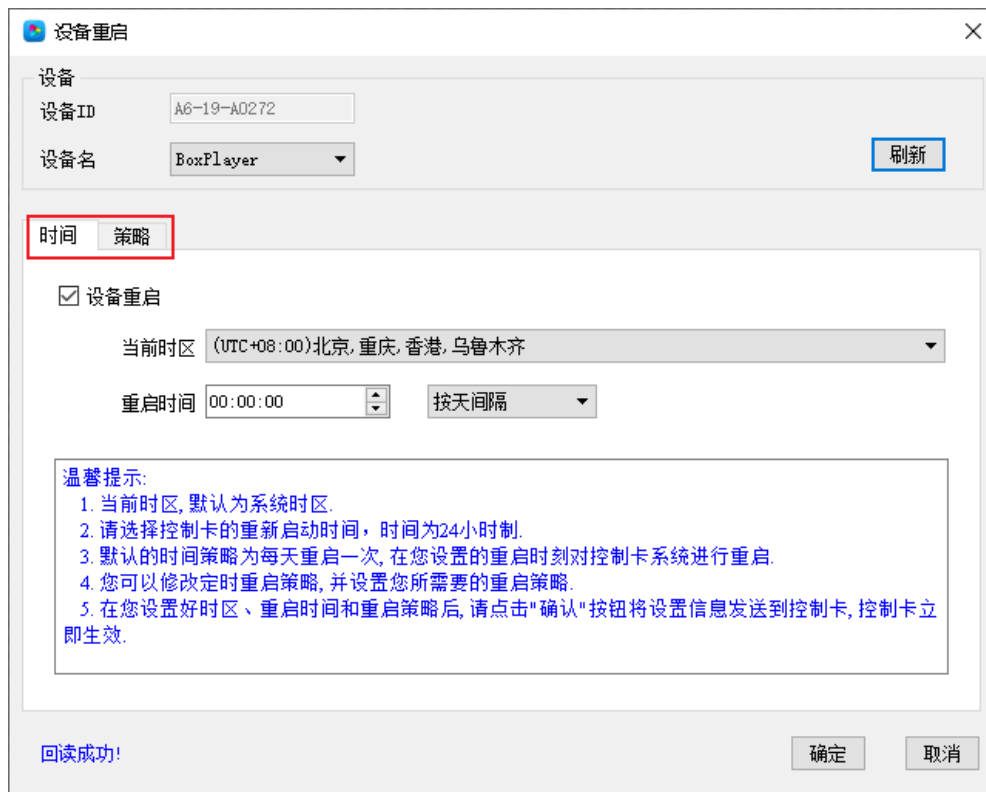 设备重启
设备
设备ID
A6-19-A0272
设备名
BoxPlayer
刷新
时间
策略
设备重启
当前时区
(UTC+08:00)北京,重庆,香港,乌鲁木齐
重启时间
00:00:00
按天间隔
温馨提示:
1. 当前时区, 默认为系统时区.
2. 请选择控制卡的重新启动时间，时间为24小时制.
3. 默认的时间策略为每天重启一次, 在您设置的重启时刻对控制卡系统进行重启.
4. 您可以修改定时重启策略, 并设置您所需要的重启策略.
5. 在您设置好时区、重启时间和重启策略后, 请点击"确认"按钮将设置信息发送到控制卡, 控制卡立
即生效.
回读成功!
确定
取消